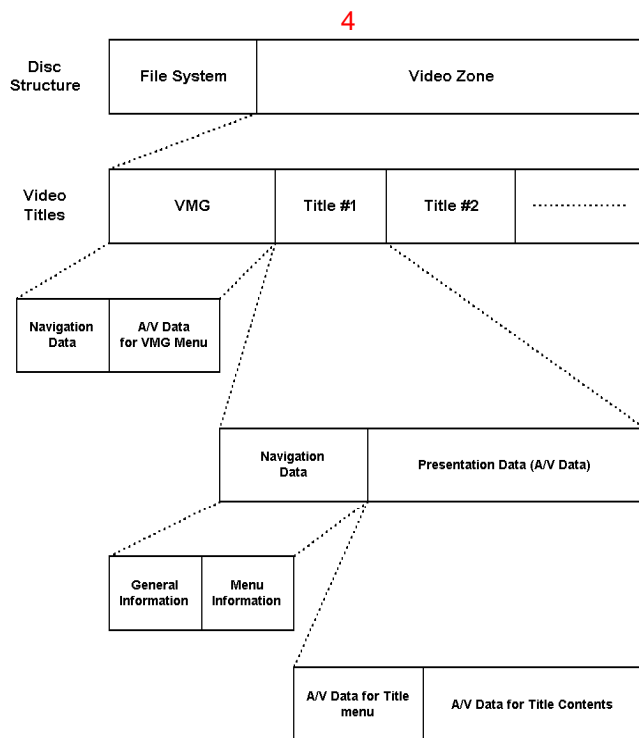 4
Disc
Structure
File System
Video Zone
Video
Titles
VMG
Title #1
Title #2
Navigation
Data
A/V Data
for VMG Menu
Navigation
Data
Presentation Data (A/V Data)
General
Information
Menu
Information
A/V Data for Title
menu
A/V Data for Title Contents